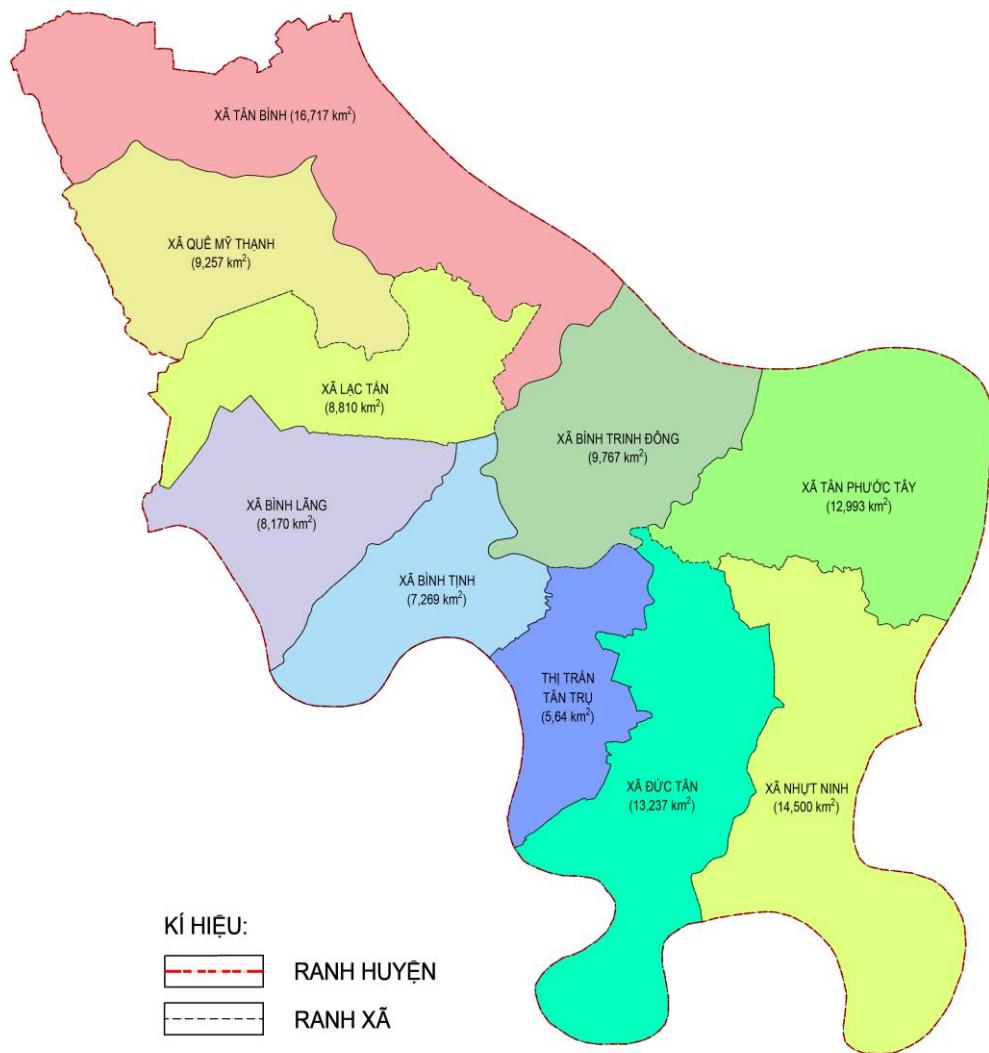 XÃ TÂN BÌNH (16,717 km²)
XÃ QUÊ MỸ THẠNH
(9,257 km²)
XÃ LẠC TẤN
(8,810 km²)
XÃ BÌNH TRINH ĐÔNG
(9,767 km²)
XÃ TÂN PHƯỚC TÂY
(12,993 km²)
XÃ BÌNH LÃNG
(8,170 km²)
XÃ BÌNH TỊNH
(7,269 km²)
THỊ TRẤN
TÂN TRỤ
(5,64 km²)
XÃ ĐỨC TÂN
(13,237 km²)
XÃ NHỰT NINH
(14,500 km²)
KÍ HIỆU:
RANH HUYỆN
RANH XÃ